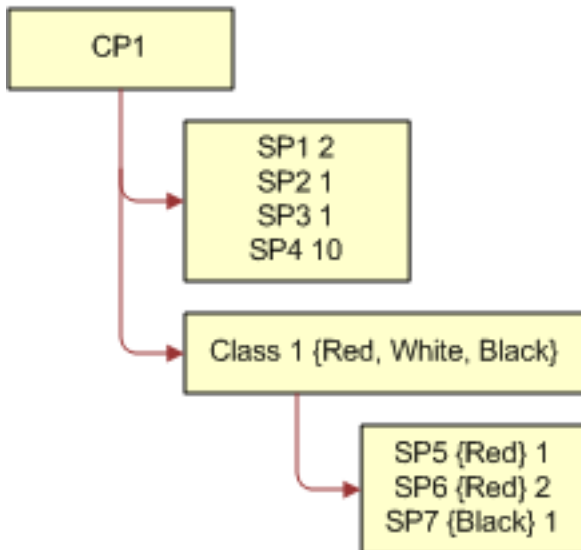 CP1
SP1 2
SP2 1
SP3 1
SP4 10
Class 1 {Red, White, Black}
SP5 {Red} 1
SP6 {Red} 2
SP7 {Black} 1